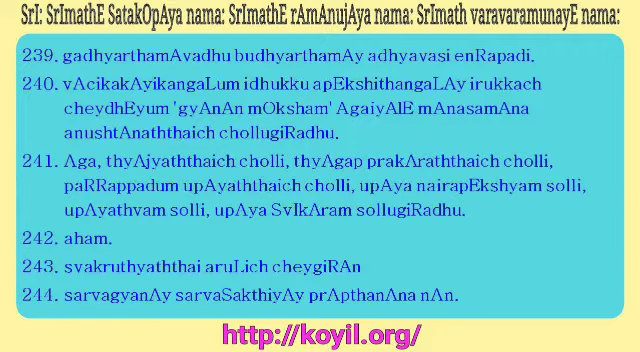 SrI: SrImathE SatakOpAya nama: SrImathE rAmAnujAya nama: SrImath varavaramunayE nama:
239. gadhyarthamAvadhu budhyarthamAy adhyavasi enRapadi.
240. vAcikakAyikangaLum idhukku apEkshithangaLAy irukkach
cheydhEyum 'gyAnAn mOksham' AgaiyAlE mAnasamAna
anushtAnaththaich chollugiRadhu.
241. Aga, thyAjyaththaich cholli, thyAgap prakAraththaich cholli,
paRRappadum upAyaththaich cholli, upAya nairapEkshyam solli,
upAyathvam solli, upAya SvIkAram sollugiRadhu.
242. aham.
243. svakruthyaththai aruLich cheygiRAn
244. sarvagyanAy sarvaSakthiyAy prApthanAna nAn.
http://koyil.org/